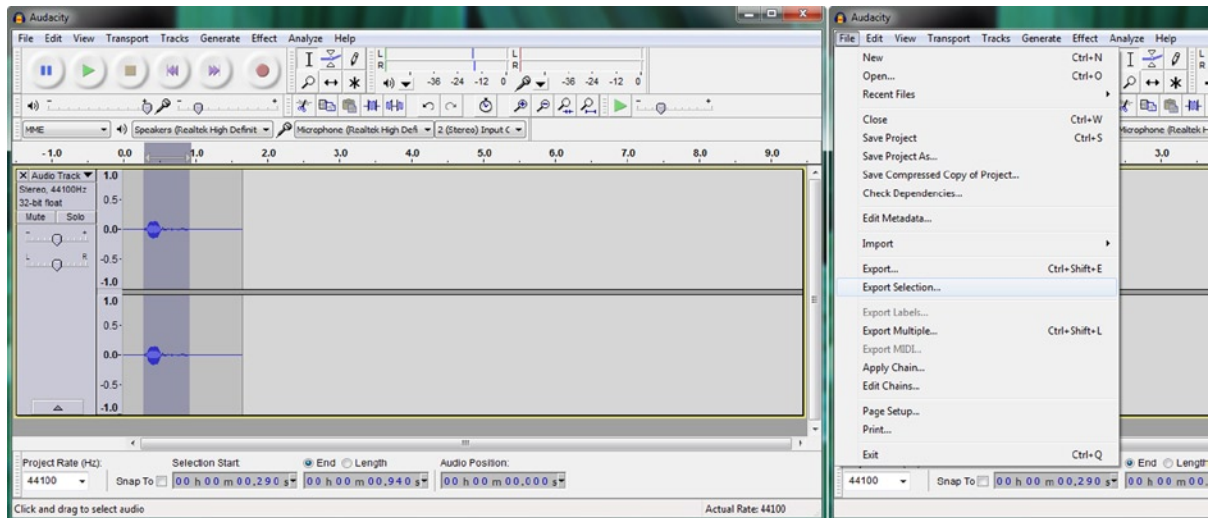 Audacity
File Edit View Transport Tracks Generate Effect Analyze Help
L
R
L
R
-36 -24 -12 0
-36 -24 -12 0
MME
Speakers (Realtek High Definit
Microphone (Realtek High Defi
2 (Stereo) Input C
-1.0 0.0 1.0 2.0 3.0 4.0 5.0 6.0 7.0 8.0 9.0
Audio Track
Stereo, 44100Hz
32-bit float
Mute Solo
- +
L R
1.0
0.5
0.0
-0.5
-1.0
1.0
0.5
0.0
-0.5
-1.0
Project Rate (Hz):
44100
Snap To
Selection Start:
00 h 00 m 00.290 s
End Length
00 h 00 m 00.940 s
Audio Position:
00 h 00 m 00.000 s
Click and drag to select audio
Actual Rate: 44100
Audacity
File Edit View Transport Tracks Generate Effect Analyze Help
New Ctrl+N
Open... Ctrl+O
Recent Files
Close Ctrl+W
Save Project Ctrl+S
Save Project As...
Save Compressed Copy of Project...
Check Dependencies...
Edit Metadata...
Import
Export... Ctrl+Shift+E
Export Selection...
Export Labels...
Export Multiple... Ctrl+Shift+L
Export MIDI...
Apply Chain...
Edit Chains...
Page Setup...
Print...
Exit Ctrl+Q
L
R
Microphone (Realtek H
3.0
End Length
44100
Snap To
00 h 00 m 00.290 s
00 h 00 m 00.